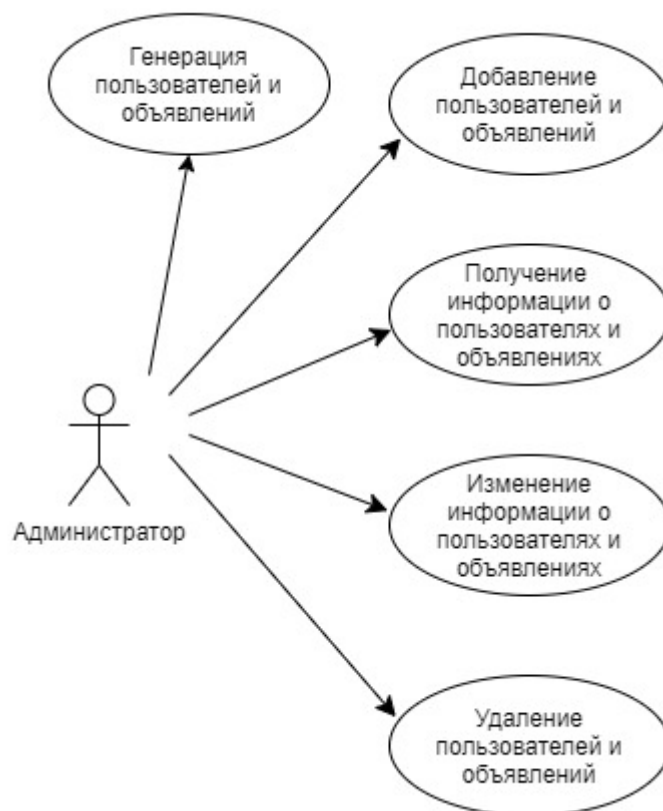 Генерация
пользователей и
объявлений
Добавление
пользователей и
объявлений
Получение
информации о
пользователях и
объявлениях
Администратор
Изменение
информации о
пользователях и
объявлениях
Удаление
пользователей и
объявлений